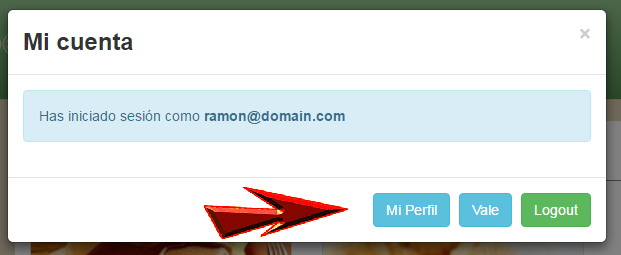 Mi cuenta
×
Has iniciado sesión como ramon@domain.com
Mi Perfil
Vale
Logout